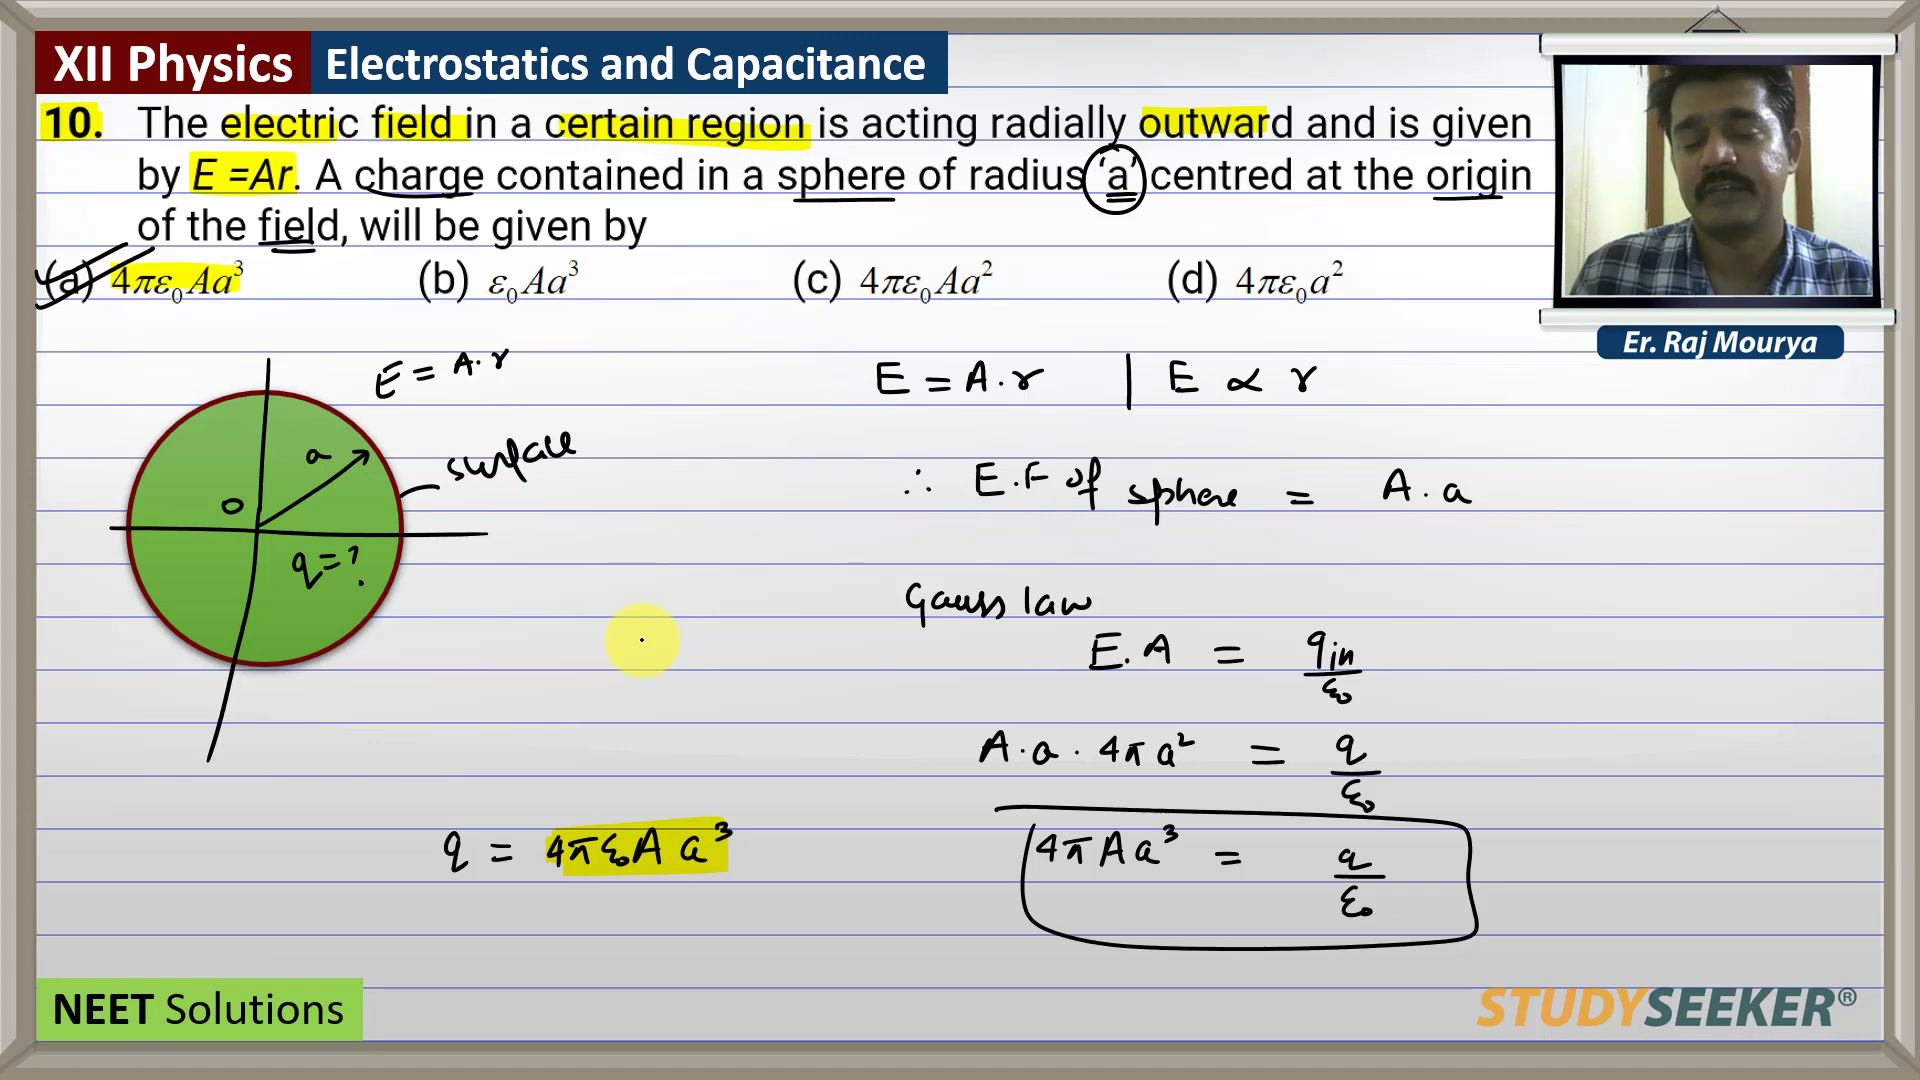 XII Physics Electrostatics and Capacitance
10. The electric field in a certain region is acting radially outward and is given
by E =Ar. A charge contained in a sphere of radius 'a' centred at the origin
of the field, will be given by
(a) 4πε₀Aa³ (b) ε₀Aa³ (c) 4πε₀Aa² (d) 4πε₀a²
Er. Raj Mourya
E = A.r
a
surface
O
q=?
E = A.r | E ∝ r
∴ E.F of sphere = A.a
Gauss law
E.A = qin/ε₀
A.a.4πa² = q/ε₀
4πAa³ = q/ε₀
q = 4πε₀Aa³
NEET Solutions
STUDYSEEKER®